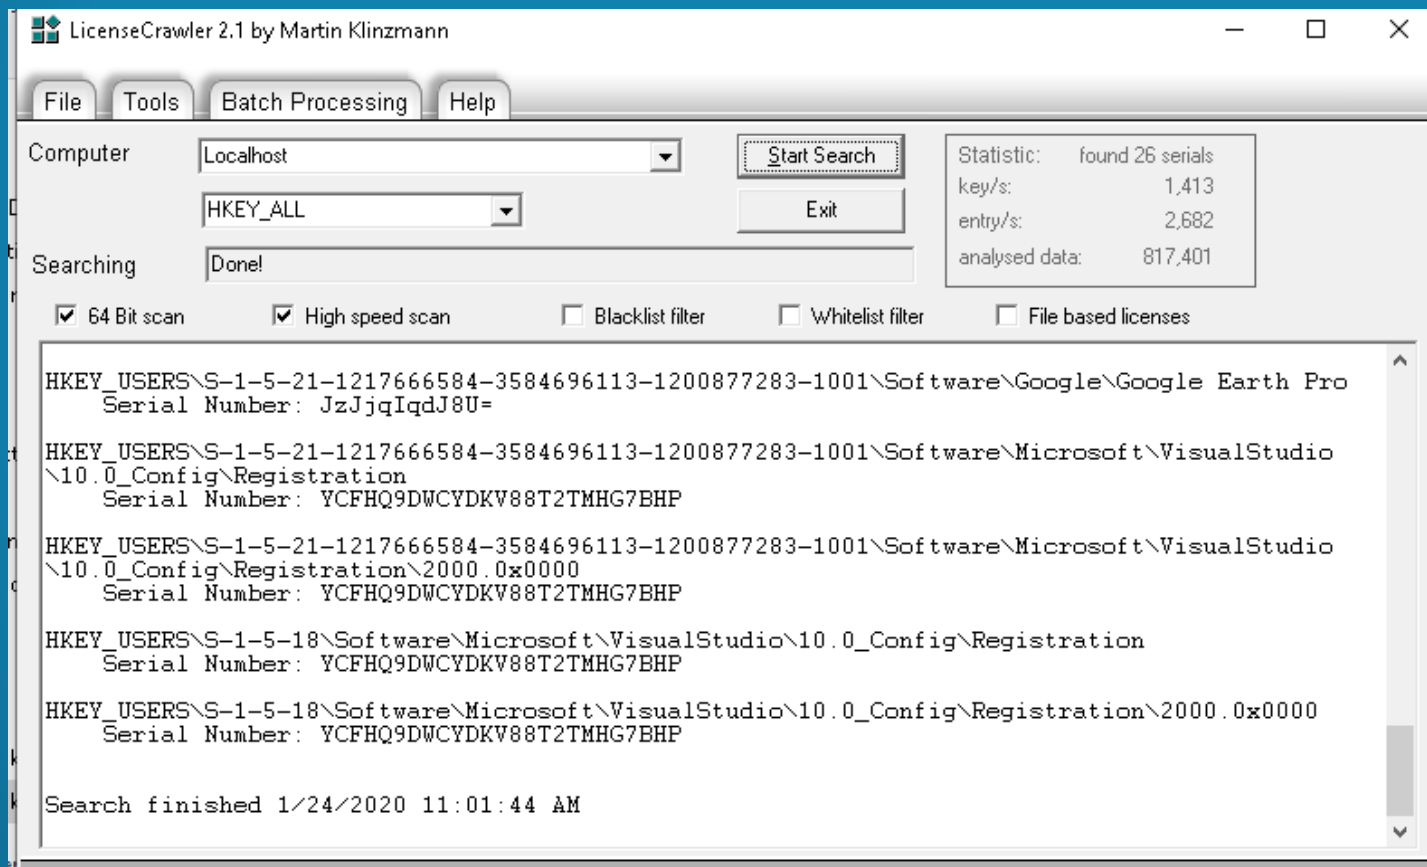 LicenseCrawler 2.1 by Martin Klinzmann
File Tools Batch Processing Help
Computer Localhost Start Search Statistic: found 26 serials
key/s: 1,413
HKEY_ALL Exit entry/s: 2,682
Searching Done! analysed data: 817,401
64 Bit scan High speed scan Blacklist filter Whitelist filter File based licenses
HKEY_USERS\S-1-5-21-1217666584-3584696113-1200877283-1001\Software\Google\Google Earth Pro
Serial Number: JzJjqIqdJ8U=
HKEY_USERS\S-1-5-21-1217666584-3584696113-1200877283-1001\Software\Microsoft\VisualStudio
\10.0_Config\Registration
Serial Number: YCFHQ9DWCYDKV88T2TMHG7BHP
HKEY_USERS\S-1-5-21-1217666584-3584696113-1200877283-1001\Software\Microsoft\VisualStudio
\10.0_Config\Registration\2000.0x0000
Serial Number: YCFHQ9DWCYDKV88T2TMHG7BHP
HKEY_USERS\S-1-5-18\Software\Microsoft\VisualStudio\10.0_Config\Registration
Serial Number: YCFHQ9DWCYDKV88T2TMHG7BHP
HKEY_USERS\S-1-5-18\Software\Microsoft\VisualStudio\10.0_Config\Registration\2000.0x0000
Serial Number: YCFHQ9DWCYDKV88T2TMHG7BHP
Search finished 1/24/2020 11:01:44 AM